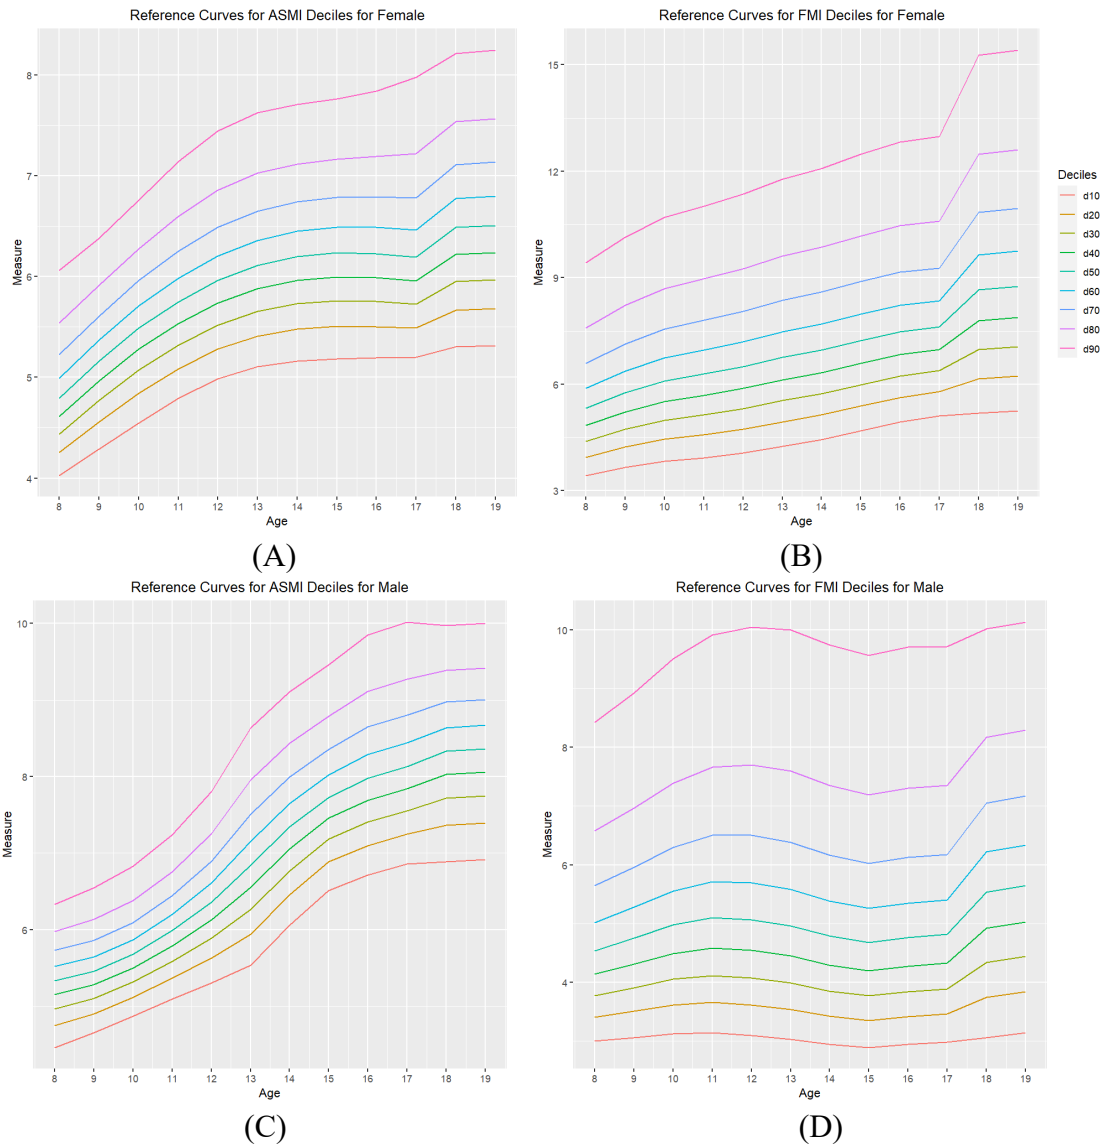 Reference Curves for ASMI Deciles for Female
8
7
6
5
4
Measure
8 9 10 11 12 13 14 15 16 17 18 19
Age
(A)
Reference Curves for FMI Deciles for Female
15
12
9
6
3
Measure
8 9 10 11 12 13 14 15 16 17 18 19
Age
(B)
Deciles
d10
d20
d30
d40
d50
d60
d70
d80
d90
Reference Curves for ASMI Deciles for Male
10
8
6
Measure
8 9 10 11 12 13 14 15 16 17 18 19
Age
(C)
Reference Curves for FMI Deciles for Male
10
8
6
4
Measure
8 9 10 11 12 13 14 15 16 17 18 19
Age
(D)